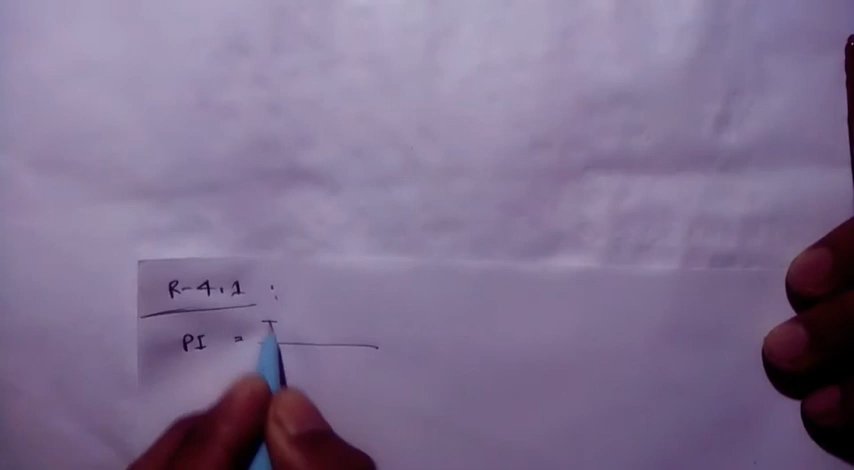 R-4.1 :
PI =